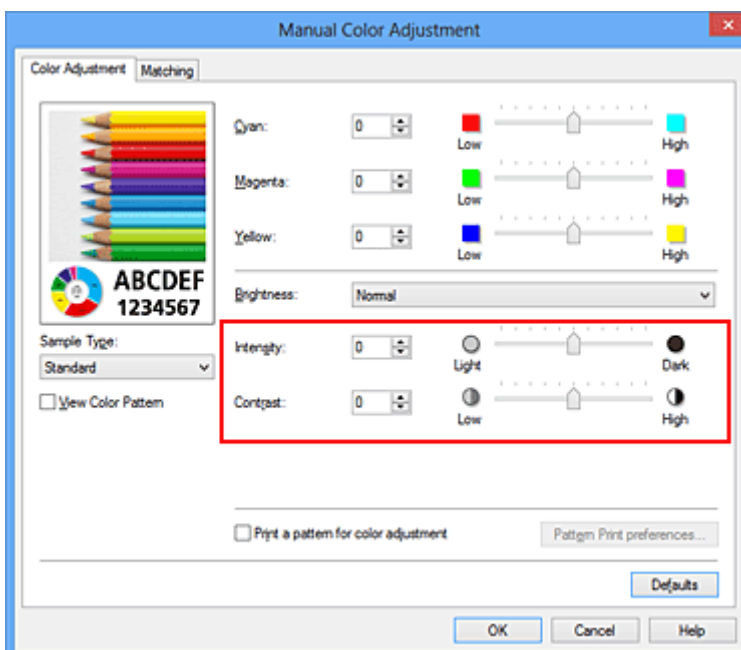 Manual Color Adjustment
Color Adjustment Matching
Cyan: 0 Low High
Magenta: 0 Low High
Yellow: 0 Low High
ABCDEF
1234567
Brightness: Normal
Sample Type:
Standard
View Color Pattern
Intensity: 0 Light Dark
Contrast: 0 Low High
Print a pattern for color adjustment Pattern Print preferences...
Defaults
OK Cancel Help